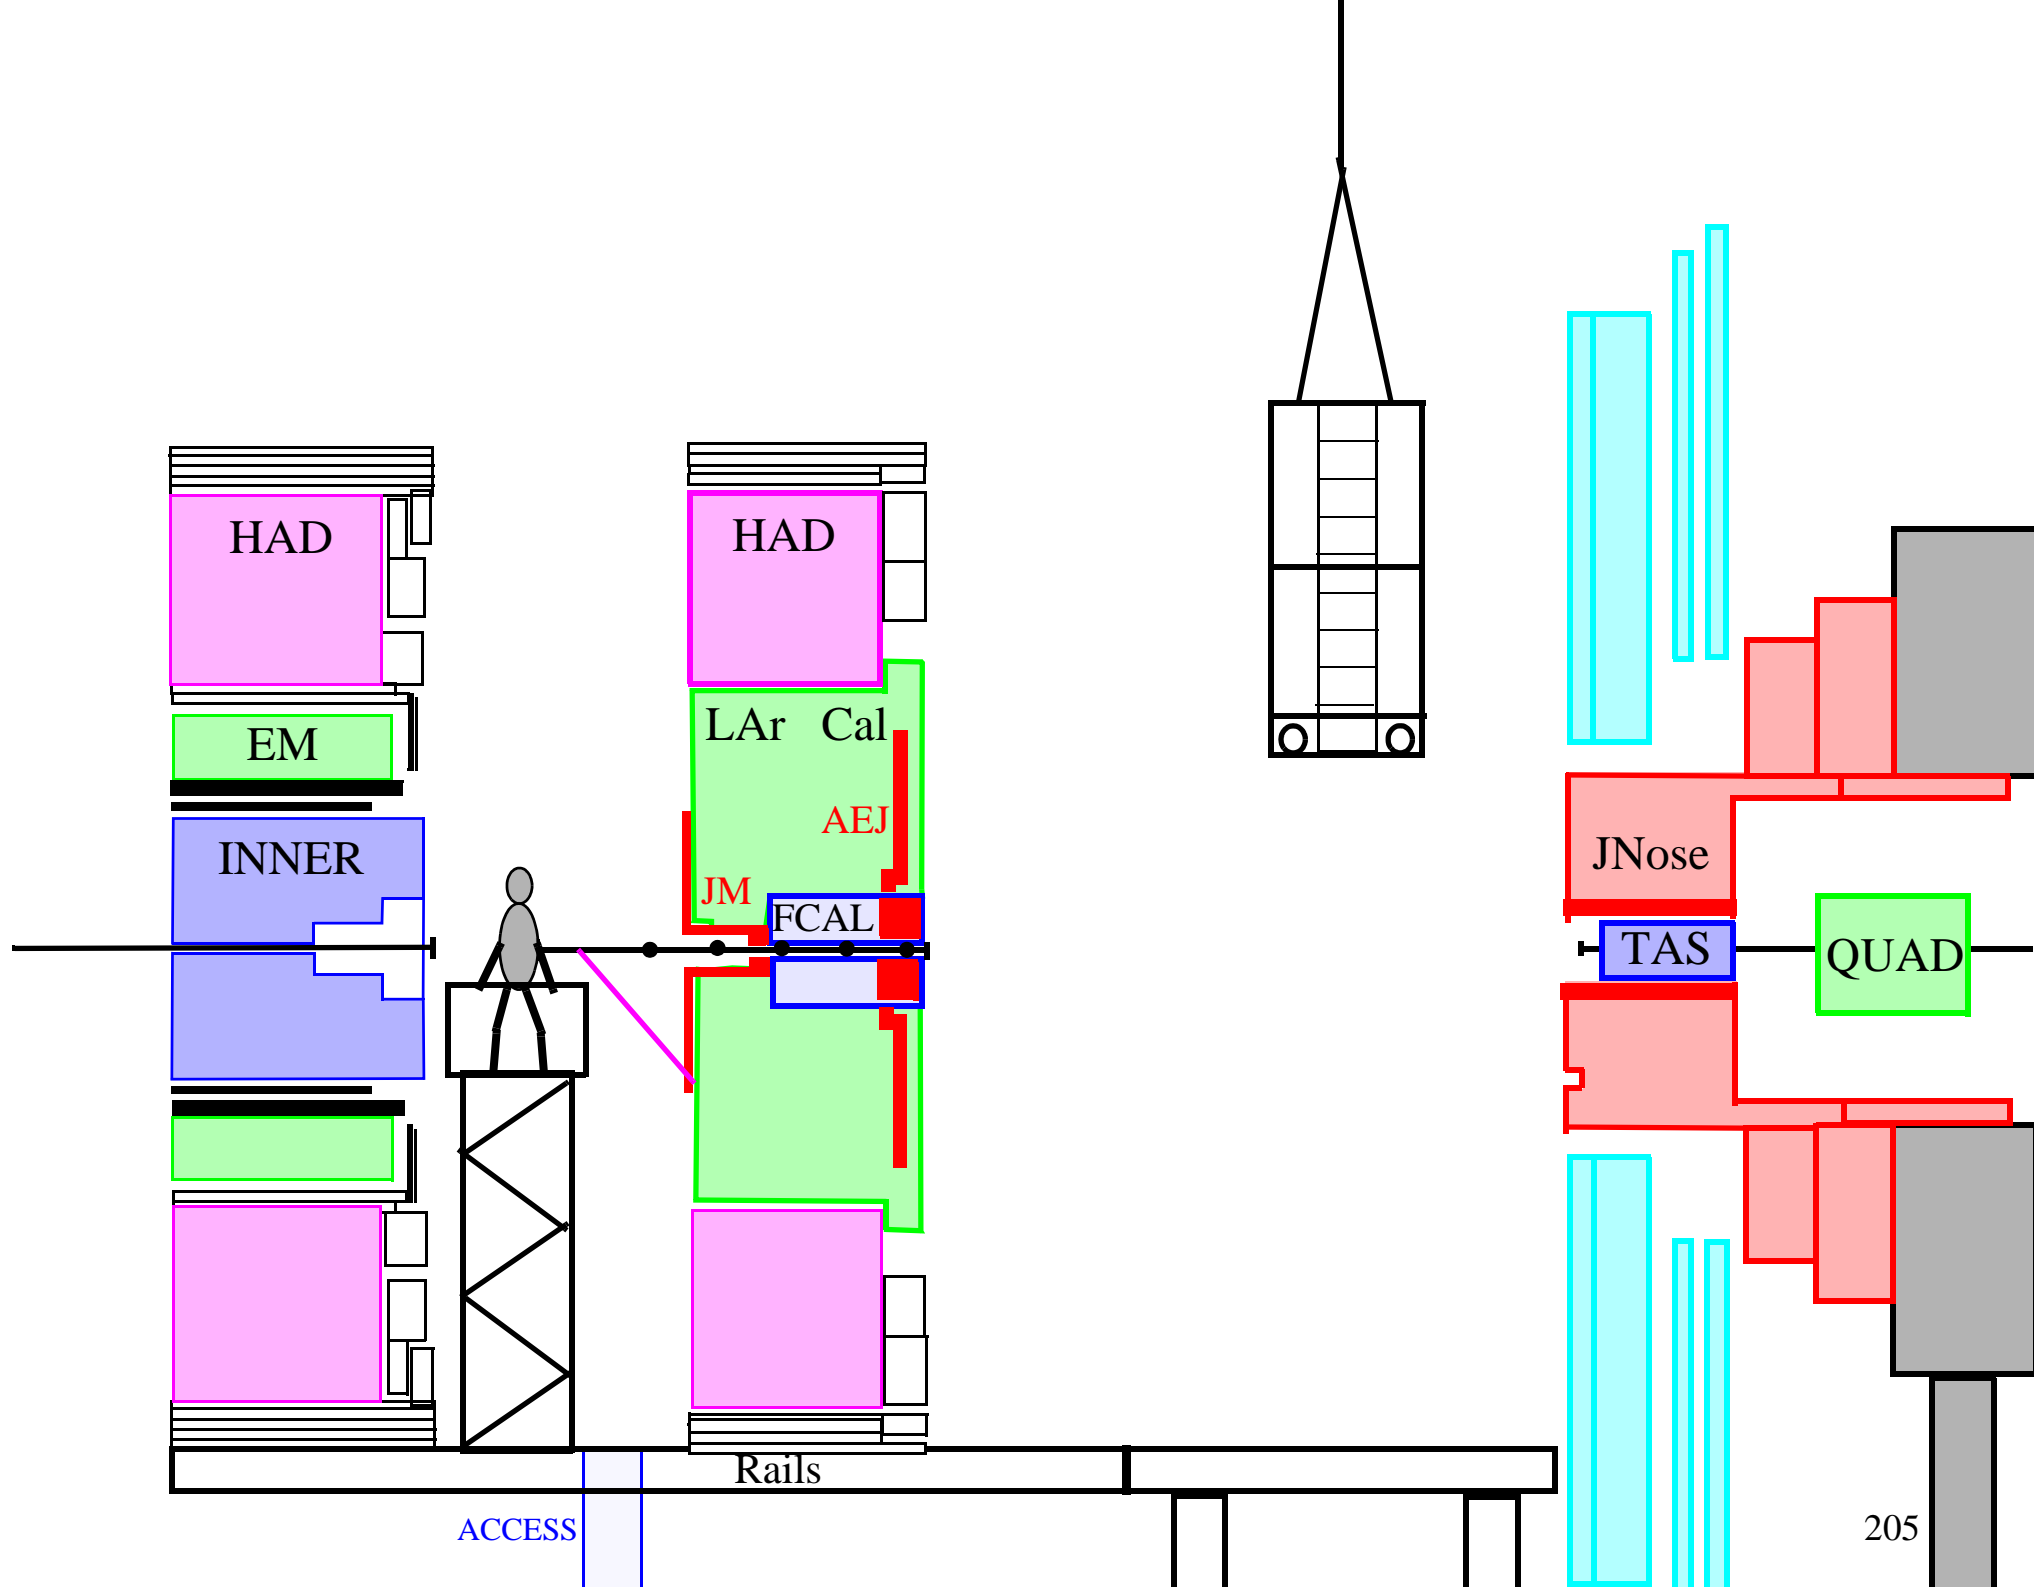 HAD
HAD
LAr Cal
EM
AEJ
JNose
INNER
JM
FCAL
TAS
QUAD
Rails
ACCESS
205